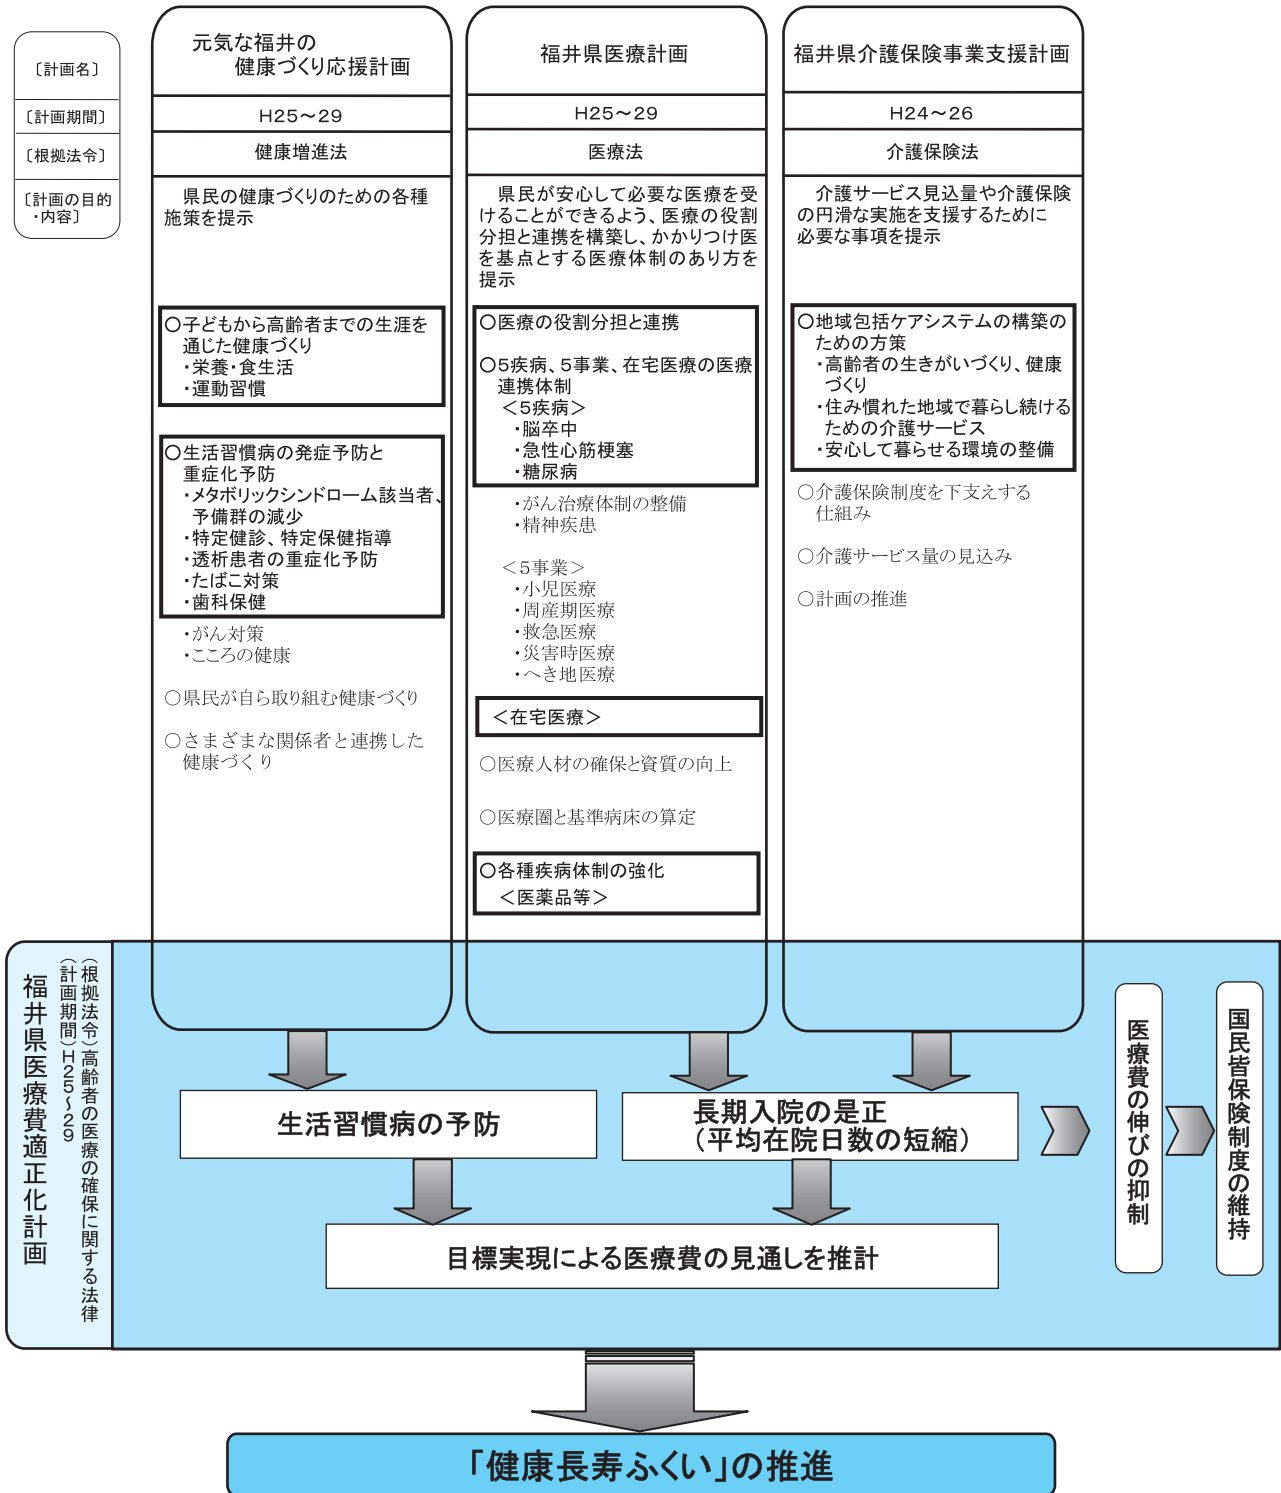 〔計画名〕
〔計画期間〕
〔根拠法令〕
〔計画の目的
・内容〕
元気な福井の
健康づくり応援計画
H25～29
健康増進法
県民の健康づくりのための各種
施策を提示
○子どもから高齢者までの生涯を
通じた健康づくり
・栄養・食生活
・運動習慣
○生活習慣病の発症予防と
重症化予防
・メタボリックシンドローム該当者、
予備群の減少
・特定健診、特定保健指導
・透析患者の重症化予防
・たばこ対策
・歯科保健
・がん対策
・こころの健康
○県民が自ら取り組む健康づくり
○さまざまな関係者と連携した
健康づくり
福井県医療計画
H25～29
医療法
県民が安心して必要な医療を受
けることができるよう、医療の役割
分担と連携を構築し、かかりつけ医
を基点とする医療体制のあり方を
提示
○医療の役割分担と連携
○5疾病、5事業、在宅医療の医療
連携体制
＜5疾病＞
・脳卒中
・急性心筋梗塞
・糖尿病
・がん治療体制の整備
・精神疾患
＜5事業＞
・小児医療
・周産期医療
・救急医療
・災害時医療
・へき地医療
＜在宅医療＞
○医療人材の確保と資質の向上
○医療圏と基準病床の算定
○各種疾病体制の強化
＜医薬品等＞
福井県介護保険事業支援計画
H24～26
介護保険法
介護サービス見込量や介護保険
の円滑な実施を支援するために
必要な事項を提示
○地域包括ケアシステムの構築の
ための方策
・高齢者の生きがいづくり、健康
づくり
・住み慣れた地域で暮らし続ける
ための介護サービス
・安心して暮らせる環境の整備
○介護保険制度を下支えする
仕組み
○介護サービス量の見込み
○計画の推進
福井県医療費適正化計画
（根拠法令）高齢者の医療の確保に関する法律
（計画期間）H25～29
生活習慣病の予防
長期入院の是正
（平均在院日数の短縮）
目標実現による医療費の見通しを推計
医療費の伸びの抑制
国民皆保険制度の維持
「健康長寿ふくい」の推進